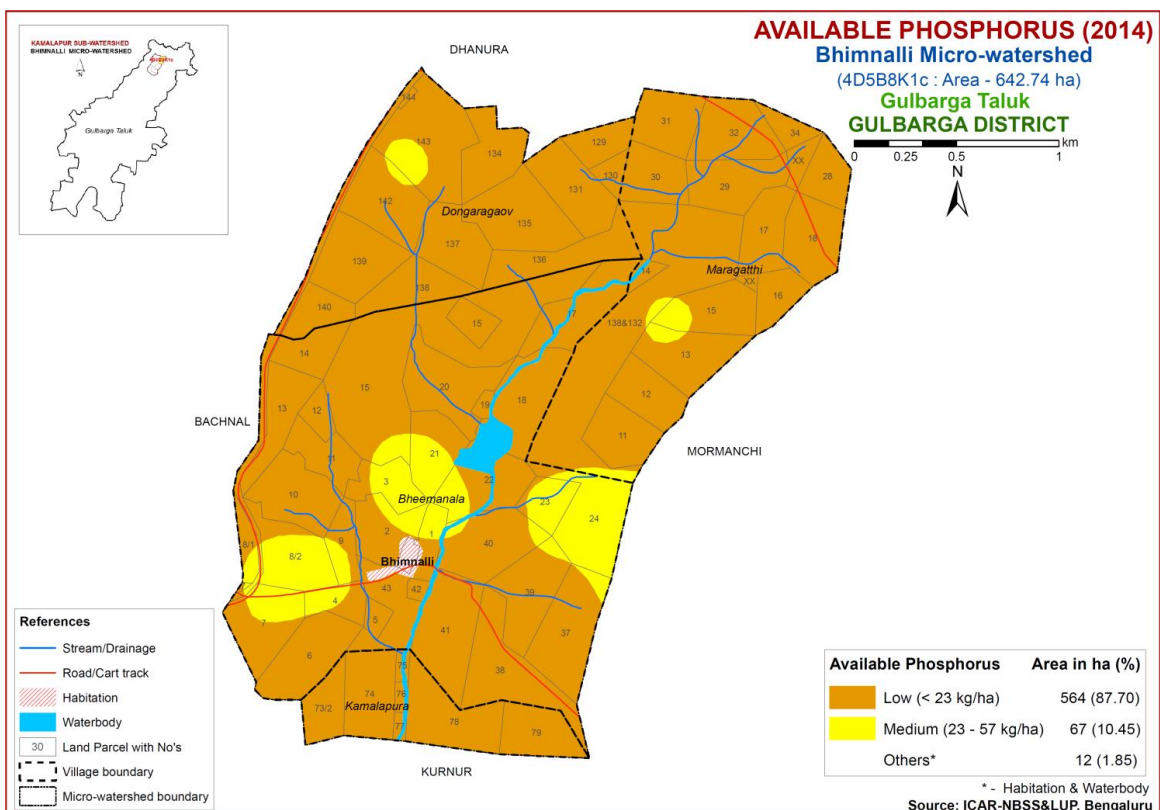 KAMALAPUR SUB-WATERSHED
BHIMNALLI MICRO-WATERSHED
N
Gulbarga Taluk
AVAILABLE PHOSPHORUS (2014)
Bhimnalli Micro-watershed
(4D5B8K1c : Area - 642.74 ha)
Gulbarga Taluk
GULBARGA DISTRICT
km
0 0.25 0.5 1
N
DHANURA
144
143
134
129
130
131
142
Dongaragaov
135
137
136
139
138
140
31
32
34
XX
28
30
29
17
18
14
Maragatthi
XX
16
15
138&132
13
12
11
17
15
14
15
20
19
18
13
12
BACHNAL
MORMANCHI
11
21
3
22
10
Bheemanala
23
24
2
1
40
9
8/1
8/2
Bhimnalli
43
42
39
4
7
5
41
37
6
38
75
74
76
73/2
Kamalapura
77
78
79
KURNUR
References
Stream/Drainage
Road/Cart track
Habitation
Waterbody
30 Land Parcel with No's
Village boundary
Micro-watershed boundary
Available Phosphorus Area in ha (%)
Low (< 23 kg/ha) 564 (87.70)
Medium (23 - 57 kg/ha) 67 (10.45)
Others* 12 (1.85)
* - Habitation & Waterbody
Source: ICAR-NBSS&LUP, Bengaluru